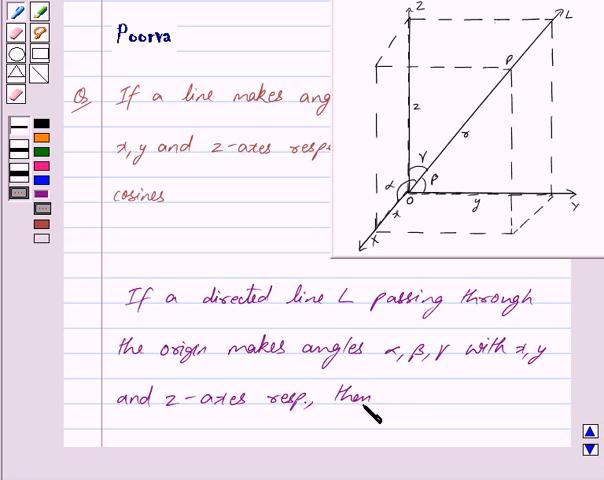 Poorva
Q. If a line makes ang
x, y and z-axes resp
cosines
If a directed line L passing through
the origin makes angles α, β, γ with x, y
and z-axes resp., then
Z
L
P
z
r
γ
α
β
O
x
y
Y
X